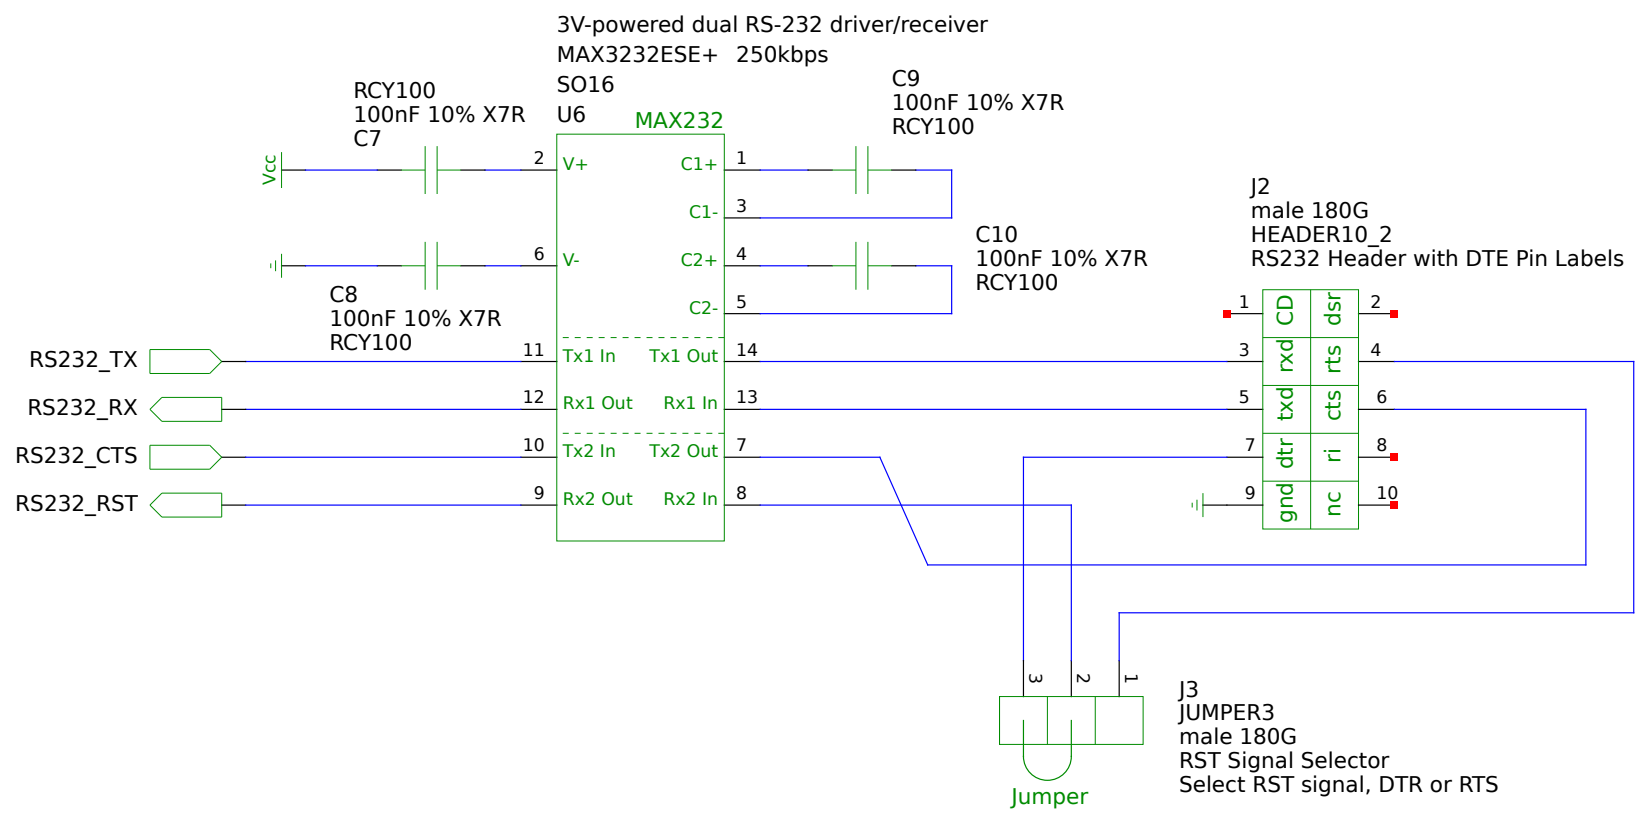 3V-powered dual RS-232 driver/receiver
MAX3232ESE+ 250kbps
SO16
U6
MAX232
RCY100
100nF 10% X7R
C7
C9
100nF 10% X7R
RCY100
Vcc
2
V+
C1+
1
C1-
3
6
V-
C2+
4
C2-
5
C8
100nF 10% X7R
RCY100
C10
100nF 10% X7R
RCY100
J2
male 180G
HEADER10_2
RS232 Header with DTE Pin Labels
1
CD
dsr
2
RS232_TX
11
Tx1 In
Tx1 Out
14
3
rxd
rts
4
RS232_RX
12
Rx1 Out
Rx1 In
13
5
txd
cts
6
RS232_CTS
10
Tx2 In
Tx2 Out
7
7
dtr
ri
8
RS232_RST
9
Rx2 Out
Rx2 In
8
9
gnd
nc
10
3
2
1
Jumper
J3
JUMPER3
male 180G
RST Signal Selector
Select RST signal, DTR or RTS